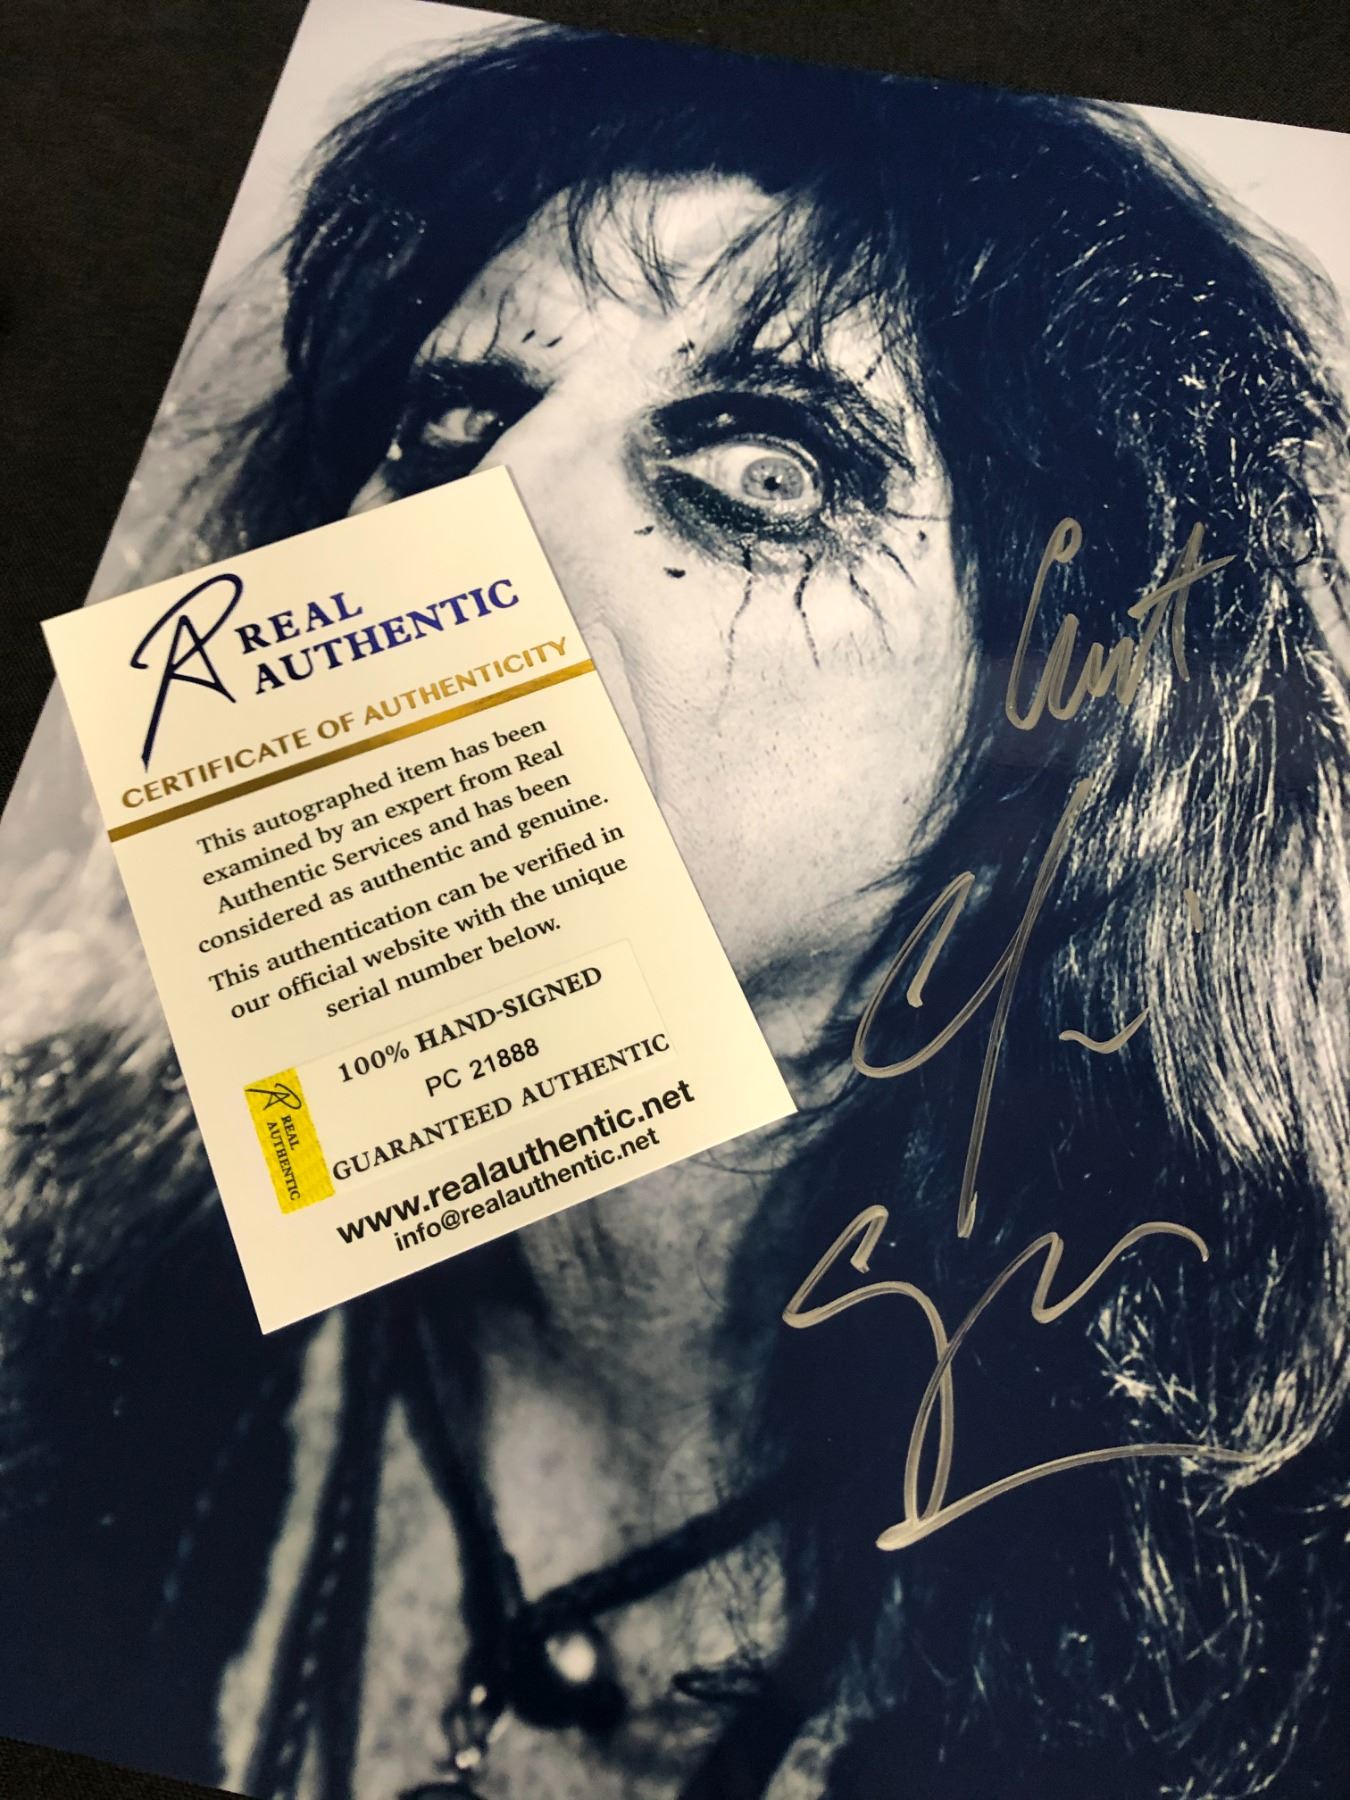 REAL
AUTHENTIC
CERTIFICATE OF AUTHENTICITY
This autographed item has been
examined by an expert from Real
Authentic Services and has been
considered as authentic and genuine.
This authentication can be verified in
our official website with the unique
serial number below.
100% HAND-SIGNED
PC 21888
GUARANTEED AUTHENTIC
REAL
AUTHENTIC
www.realauthentic.net
info@realauthentic.net